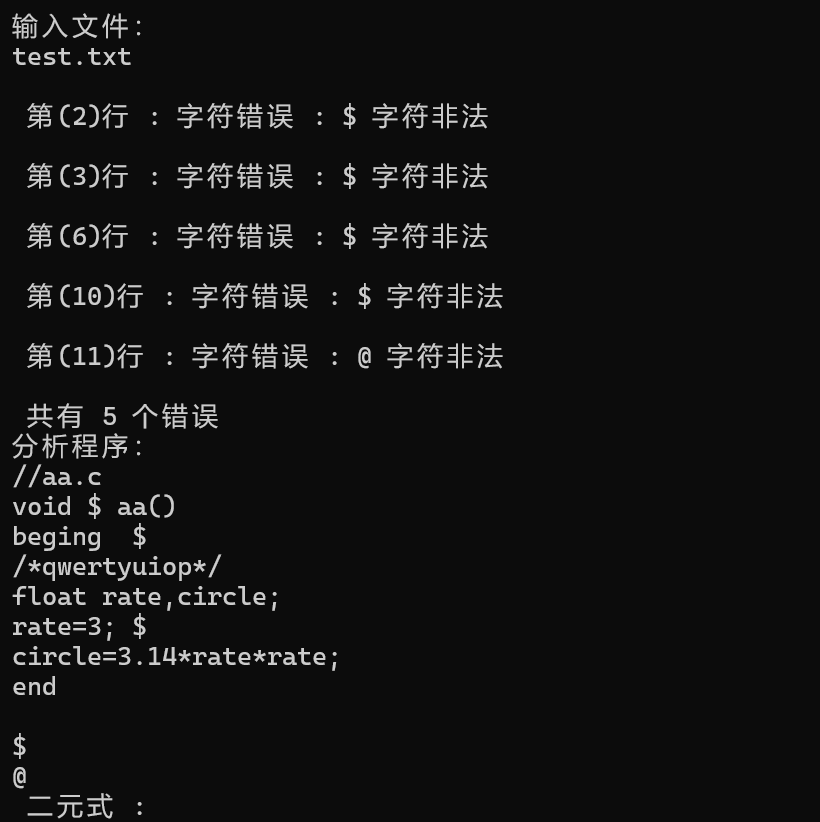 输入文件:
test.txt
第(2)行 : 字符错误 : $ 字符非法
第(3)行 : 字符错误 : $ 字符非法
第(6)行 : 字符错误 : $ 字符非法
第(10)行 : 字符错误 : $ 字符非法
第(11)行 : 字符错误 : @ 字符非法
共有 5 个错误
分析程序:
//aa.c
void $ aa()
beging  $
/*qwertyuiop*/
float rate,circle;
rate=3; $
circle=3.14*rate*rate;
end
$
@
二元式 :